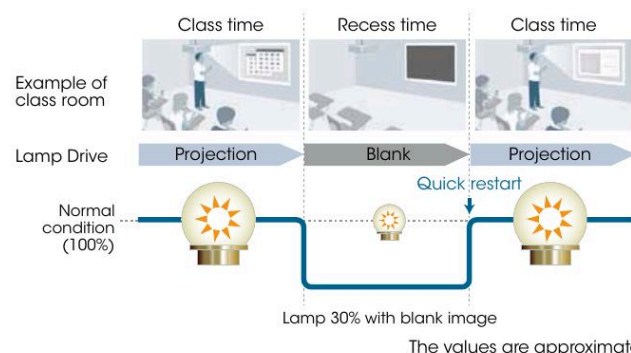 Class time
Recess time
Class time
Example of
class room
Lamp Drive
Projection
Blank
Projection
Quick restart
Normal
condition
(100%)
Lamp 30% with blank image
The values are approximate